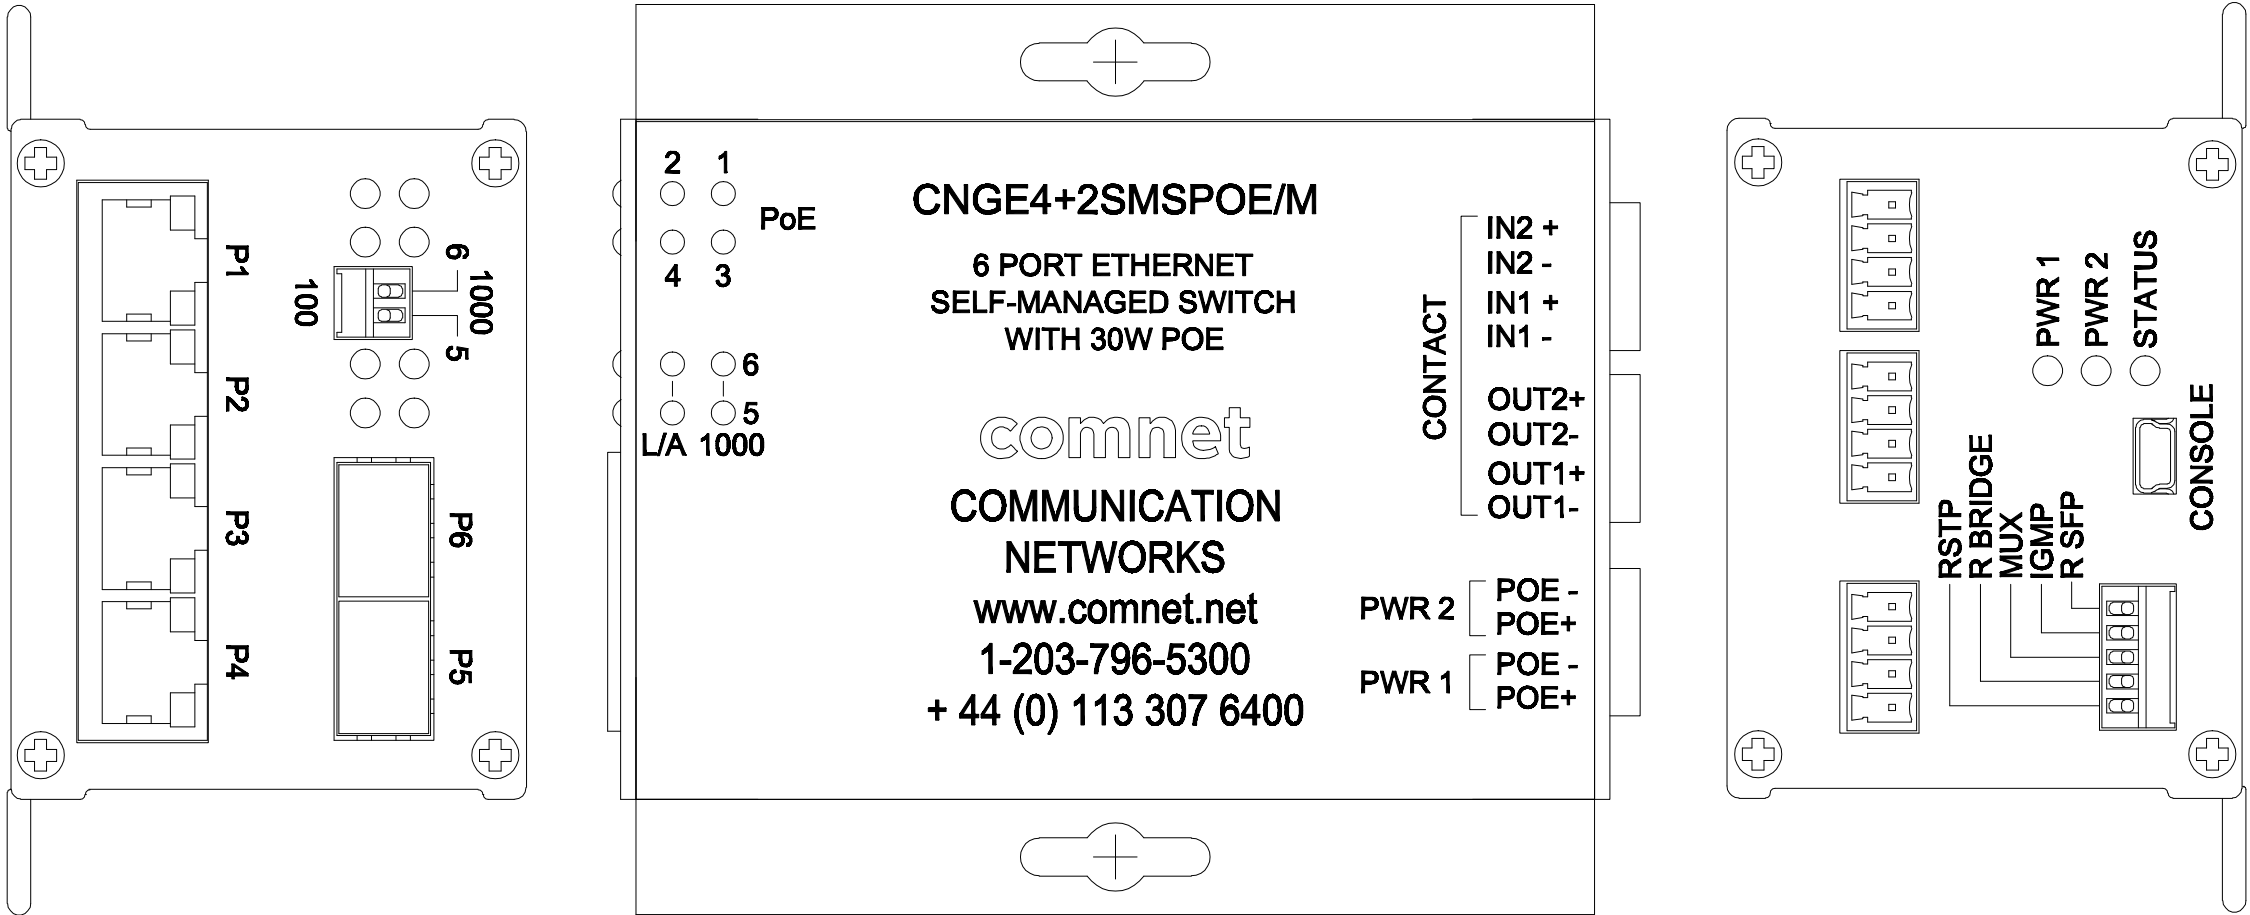 P1
P2
P3
P4
6
1000
100
5
P6
P5
2 1
PoE
4 3
6
5
L/A 1000
CNGE4+2SMSPOE/M
6 PORT ETHERNET
SELF-MANAGED SWITCH
WITH 30W POE
comnet
COMMUNICATION
NETWORKS
www.comnet.net
1-203-796-5300
+ 44 (0) 113 307 6400
CONTACT
IN2 +
IN2 -
IN1 +
IN1 -
OUT2+
OUT2-
OUT1+
OUT1-
PWR 2
POE -
POE+
PWR 1
POE -
POE+
PWR 1
PWR 2
STATUS
CONSOLE
RSTP
R BRIDGE
MUX
IGMP
R SFP